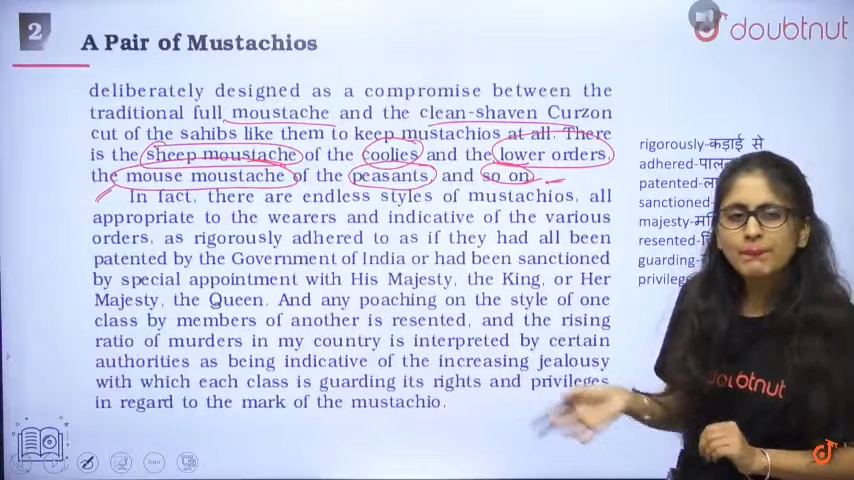 2
A Pair of Mustachios
doubtnut
deliberately designed as a compromise between the
traditional full moustache and the clean-shaven Curzon
cut of the sahibs like them to keep mustachios at all. There
is the sheep moustache of the coolies and the lower orders,
the mouse moustache of the peasants and so on.
In fact, there are endless styles of mustachios, all
appropriate to the wearers and indicative of the various
orders, as rigorously adhered to as if they had all been
patented by the Government of India or had been sanctioned
by special appointment with His Majesty, the King, or Her
Majesty, the Queen. And any poaching on the style of one
class by members of another is resented, and the rising
ratio of murders in my country is interpreted by certain
authorities as being indicative of the increasing jealousy
with which each class is guarding its rights and privileges
in regard to the mark of the mustachio.
rigorously-कड़ाई से
adhered-
patented-
sanctioned-
majesty-
resented-
guarding-
doubtnut